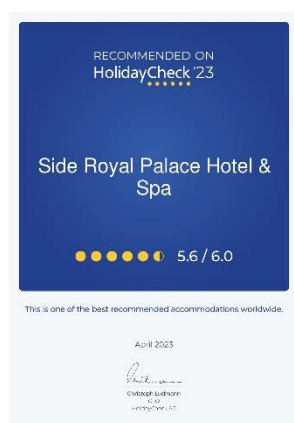 RECOMMENDED ON
HolidayCheck '23
Side Royal Palace Hotel &
Spa
5.6 / 6.0
This is one of the best recommended accommodations worldwide.
April 2023
Christoph Ludmann
CEO
HolidayCheck AG